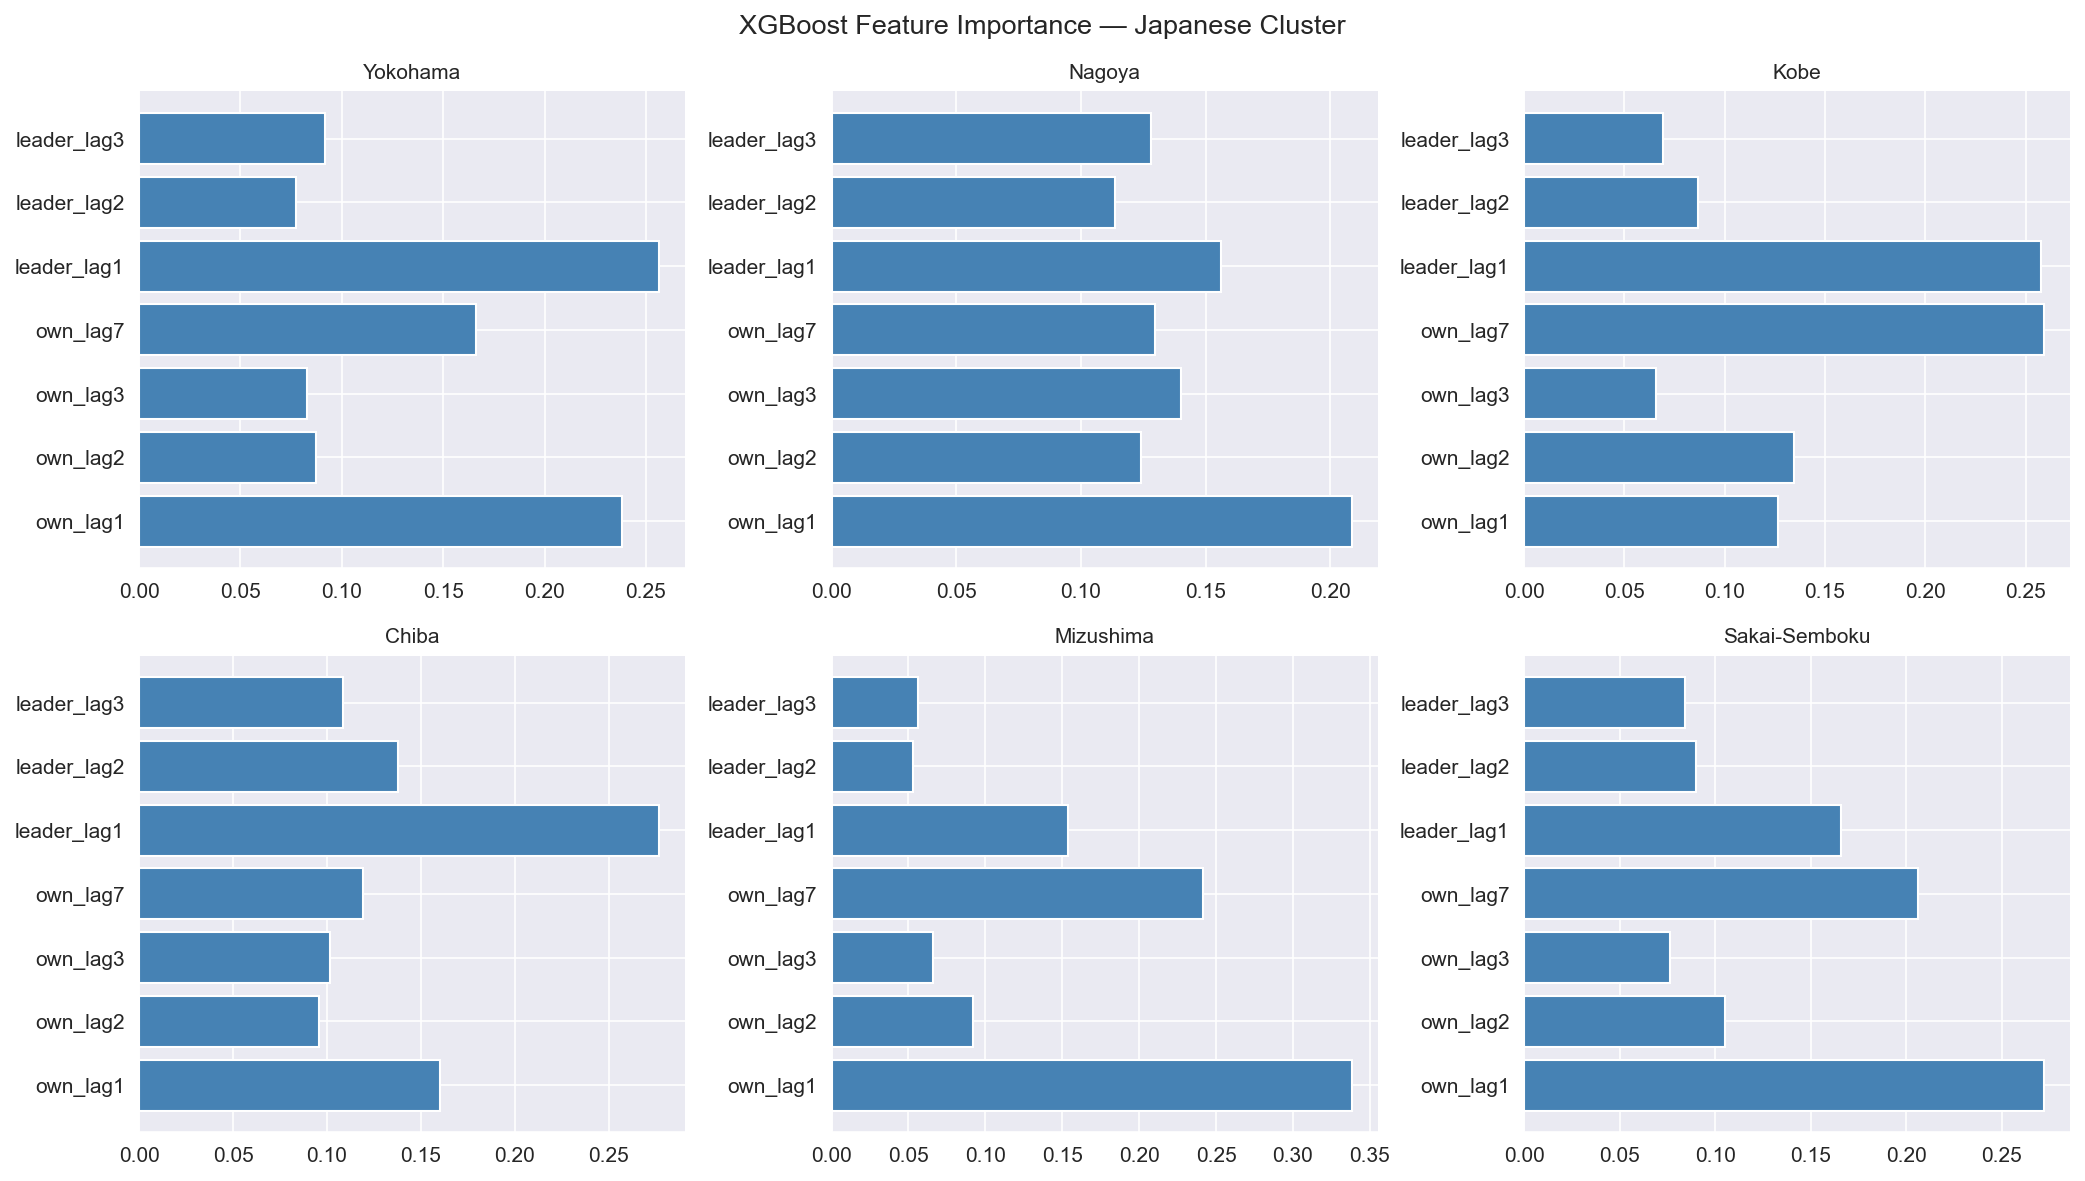 XGBoost Feature Importance — Japanese Cluster
Yokohama
leader_lag3
leader_lag2
leader_lag1
own_lag7
own_lag3
own_lag2
own_lag1
0.00 0.05 0.10 0.15 0.20 0.25
Nagoya
leader_lag3
leader_lag2
leader_lag1
own_lag7
own_lag3
own_lag2
own_lag1
0.00 0.05 0.10 0.15 0.20
Kobe
leader_lag3
leader_lag2
leader_lag1
own_lag7
own_lag3
own_lag2
own_lag1
0.00 0.05 0.10 0.15 0.20 0.25
Chiba
leader_lag3
leader_lag2
leader_lag1
own_lag7
own_lag3
own_lag2
own_lag1
0.00 0.05 0.10 0.15 0.20 0.25
Mizushima
leader_lag3
leader_lag2
leader_lag1
own_lag7
own_lag3
own_lag2
own_lag1
0.00 0.05 0.10 0.15 0.20 0.25 0.30 0.35
Sakai-Semboku
leader_lag3
leader_lag2
leader_lag1
own_lag7
own_lag3
own_lag2
own_lag1
0.00 0.05 0.10 0.15 0.20 0.25